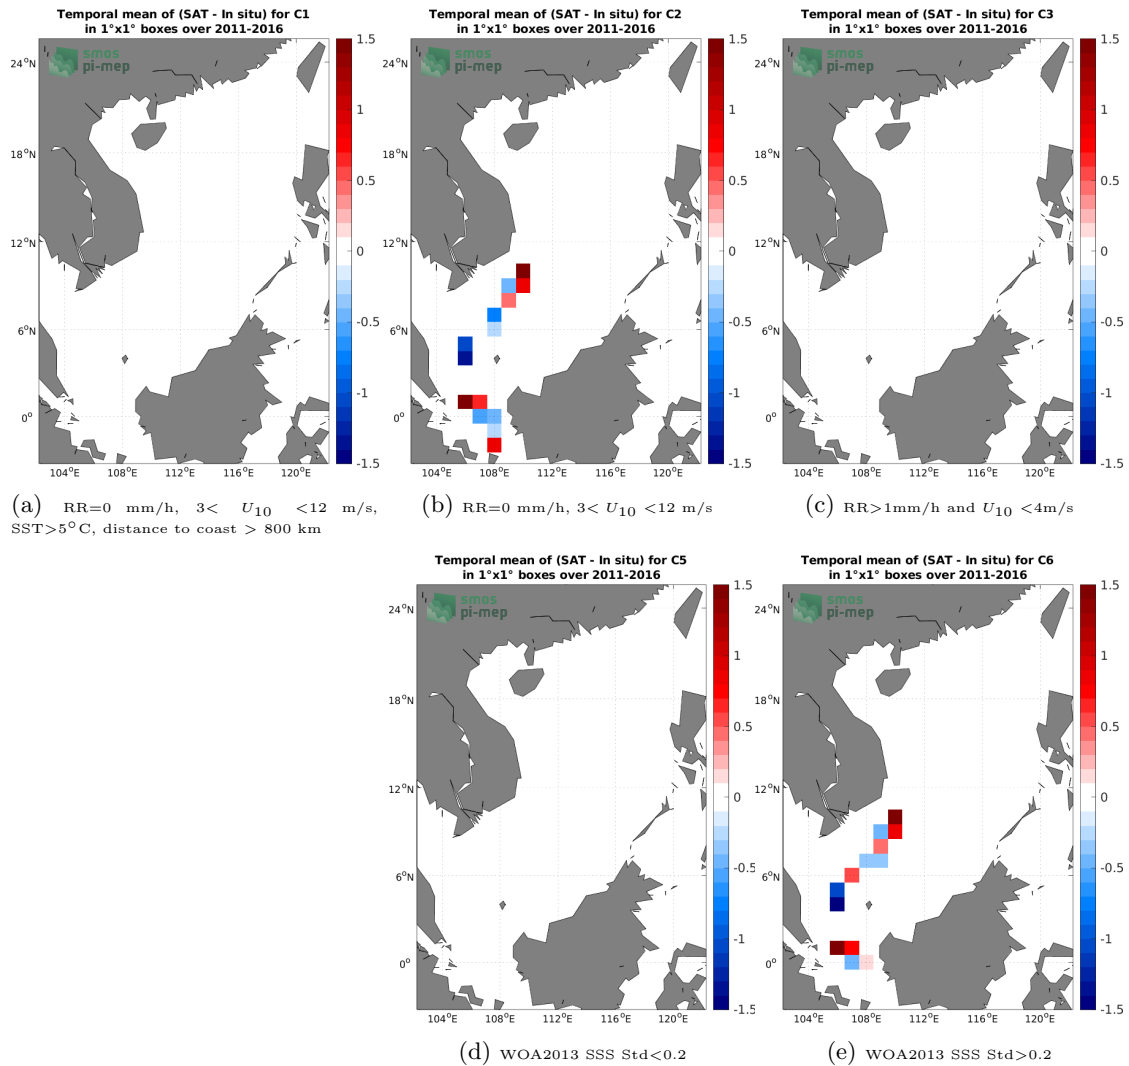 Temporal mean of (SAT - In situ) for C1
in 1°x1° boxes over 2011-2016
smos
pi-mep
24°N
18°N
12°N
6°N
0°
104°E 108°E 112°E 116°E 120°E
1.5
1
0.5
0
-0.5
-1
-1.5
(a) RR=0 mm/h, 3< U10 <12 m/s,
SST>5°C, distance to coast > 800 km
Temporal mean of (SAT - In situ) for C2
in 1°x1° boxes over 2011-2016
smos
pi-mep
24°N
18°N
12°N
6°N
0°
104°E 108°E 112°E 116°E 120°E
1.5
1
0.5
0
-0.5
-1
-1.5
(b) RR=0 mm/h, 3< U10 <12 m/s
Temporal mean of (SAT - In situ) for C3
in 1°x1° boxes over 2011-2016
smos
pi-mep
24°N
18°N
12°N
6°N
0°
104°E 108°E 112°E 116°E 120°E
1.5
1
0.5
0
-0.5
-1
-1.5
(c) RR>1mm/h and U10 <4m/s
Temporal mean of (SAT - In situ) for C5
in 1°x1° boxes over 2011-2016
smos
pi-mep
24°N
18°N
12°N
6°N
0°
104°E 108°E 112°E 116°E 120°E
1.5
1
0.5
0
-0.5
-1
-1.5
(d) WOA2013 SSS Std<0.2
Temporal mean of (SAT - In situ) for C6
in 1°x1° boxes over 2011-2016
smos
pi-mep
24°N
18°N
12°N
6°N
0°
104°E 108°E 112°E 116°E 120°E
1.5
1
0.5
0
-0.5
-1
-1.5
(e) WOA2013 SSS Std>0.2